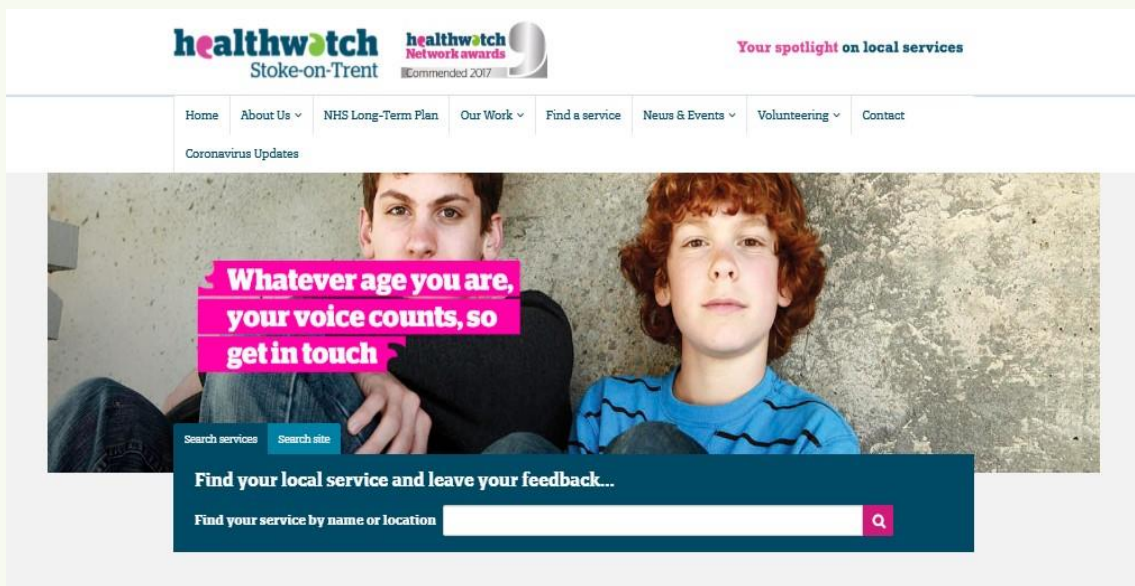 healthwatch
Stoke-on-Trent
healthwatch
Network awards
Commended 2017
9
Your spotlight on local services
Home About Us NHS Long-Term Plan Our Work Find a service News & Events Volunteering Contact
Coronavirus Updates
Whatever age you are,
your voice counts, so
get in touch
Search services Search site
Find your local service and leave your feedback...
Find your service by name or location